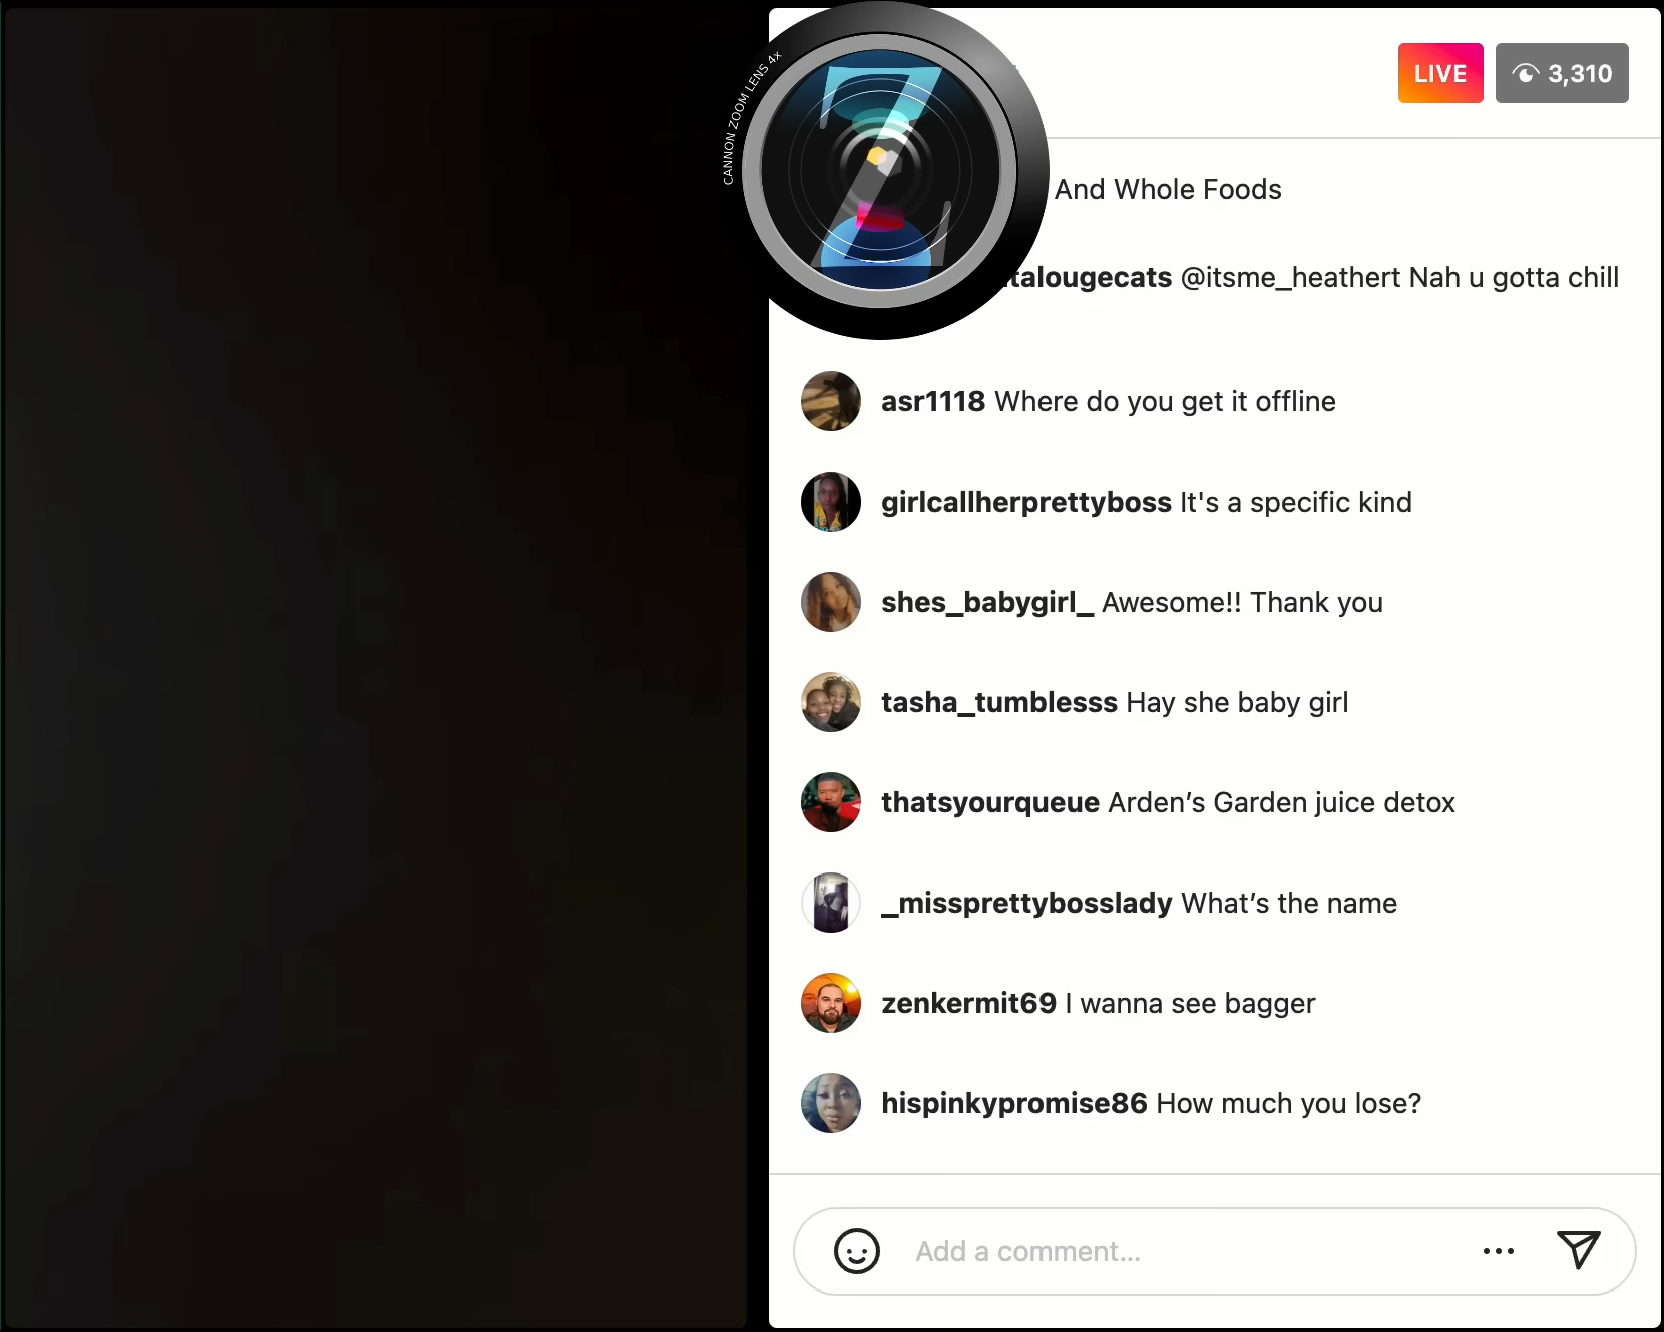 CANNON ZOOM LENS 4x
Z
LIVE
3,310
And Whole Foods
talougecats @itsme_heathert Nah u gotta chill
asr1118 Where do you get it offline
girlcallherprettyboss It's a specific kind
shes_babygirl_ Awesome!! Thank you
tasha_tumblesss Hay she baby girl
thatsyourqueue Arden’s Garden juice detox
_missprettybosslady What’s the name
zenkermit69 I wanna see bagger
hispinkypromise86 How much you lose?
Add a comment...